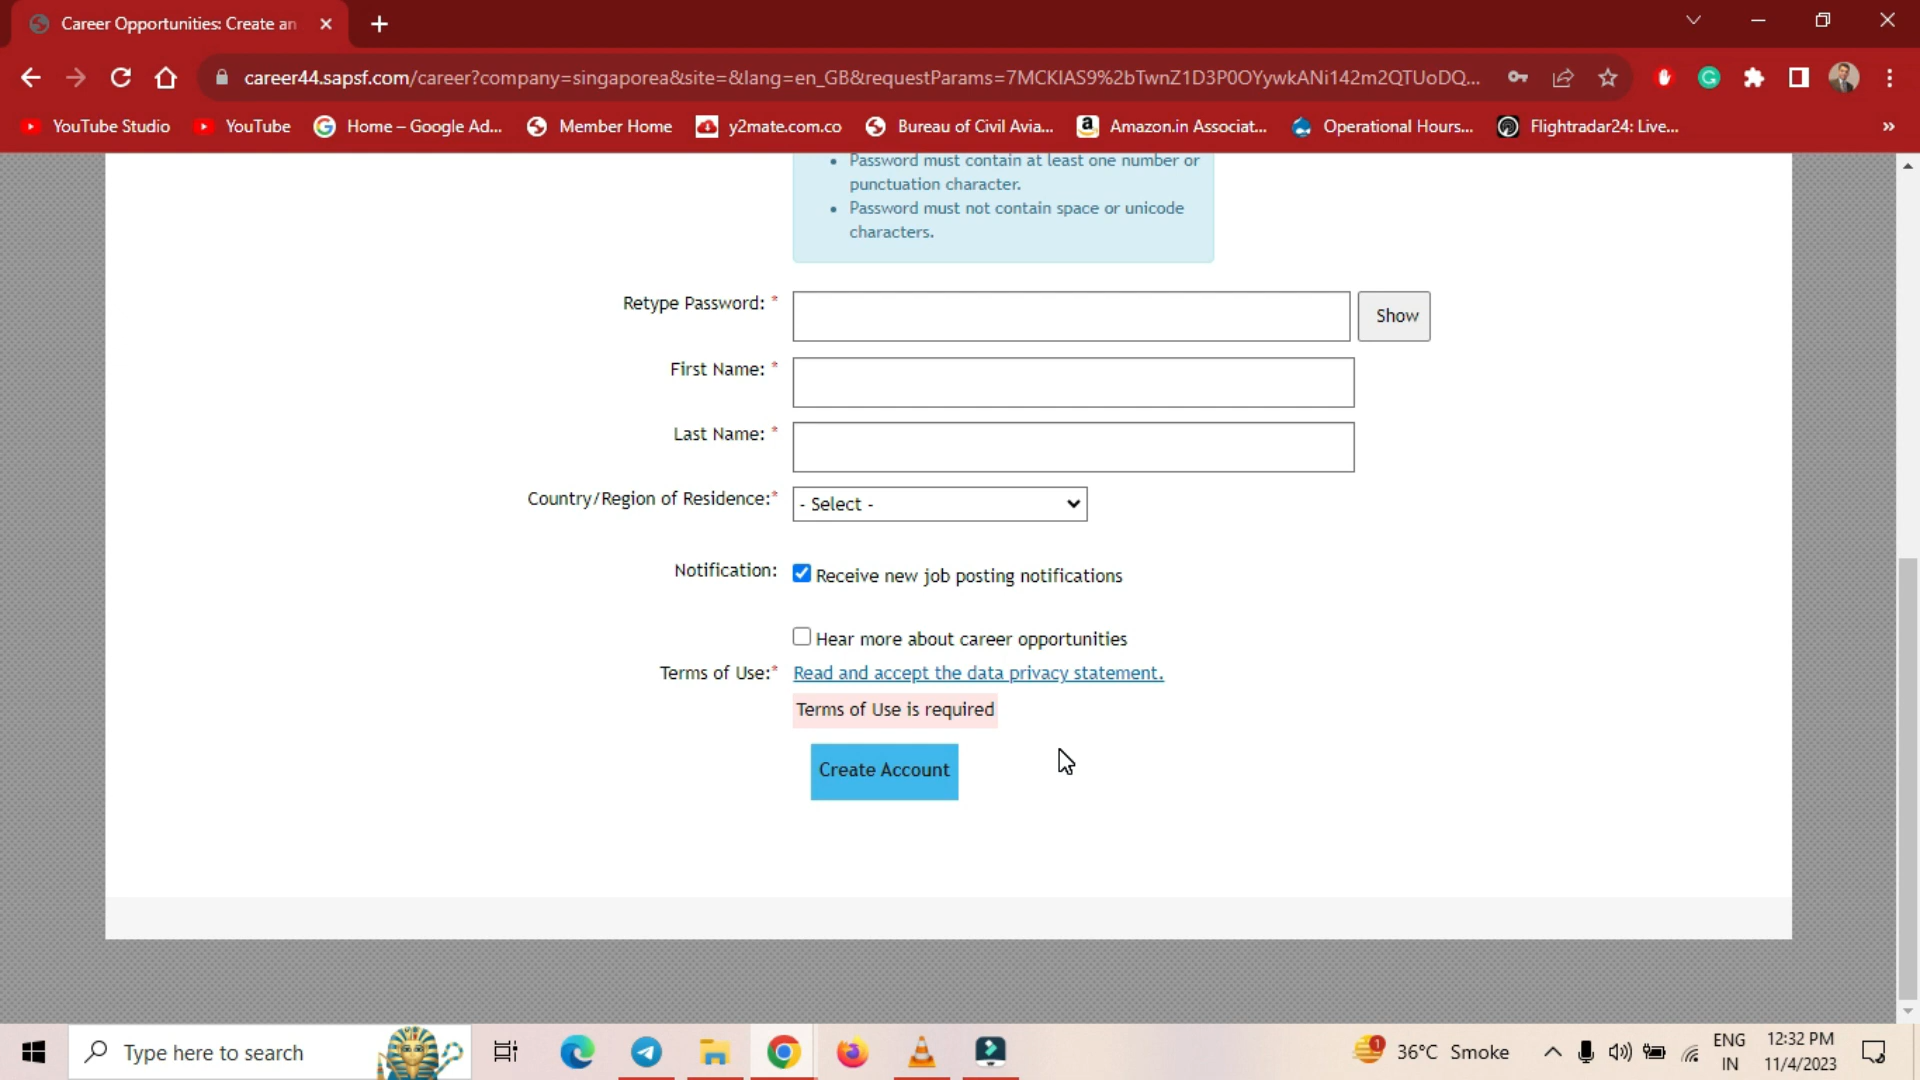 Career Opportunities: Create an
career44.sapsf.com/career?company=singaporea&site=&lang=en_GB&requestParams=7MCKIAS9%2bTwnZ1D3P0OYywkANi142m2QTUoDQ...
YouTube Studio YouTube Home – Google Ad... Member Home y2mate.com.co Bureau of Civil Avia... Amazon.in Associat... Operational Hours... Flightradar24: Live... »
• Password must contain at least one number or
punctuation character.
• Password must not contain space or unicode
characters.
Retype Password: * Show
First Name: *
Last Name: *
Country/Region of Residence:* - Select -
Notification: Receive new job posting notifications
Hear more about career opportunities
Terms of Use:* Read and accept the data privacy statement.
Terms of Use is required
Create Account
Type here to search
1 36°C Smoke
ENG
IN
12:32 PM
11/4/2023